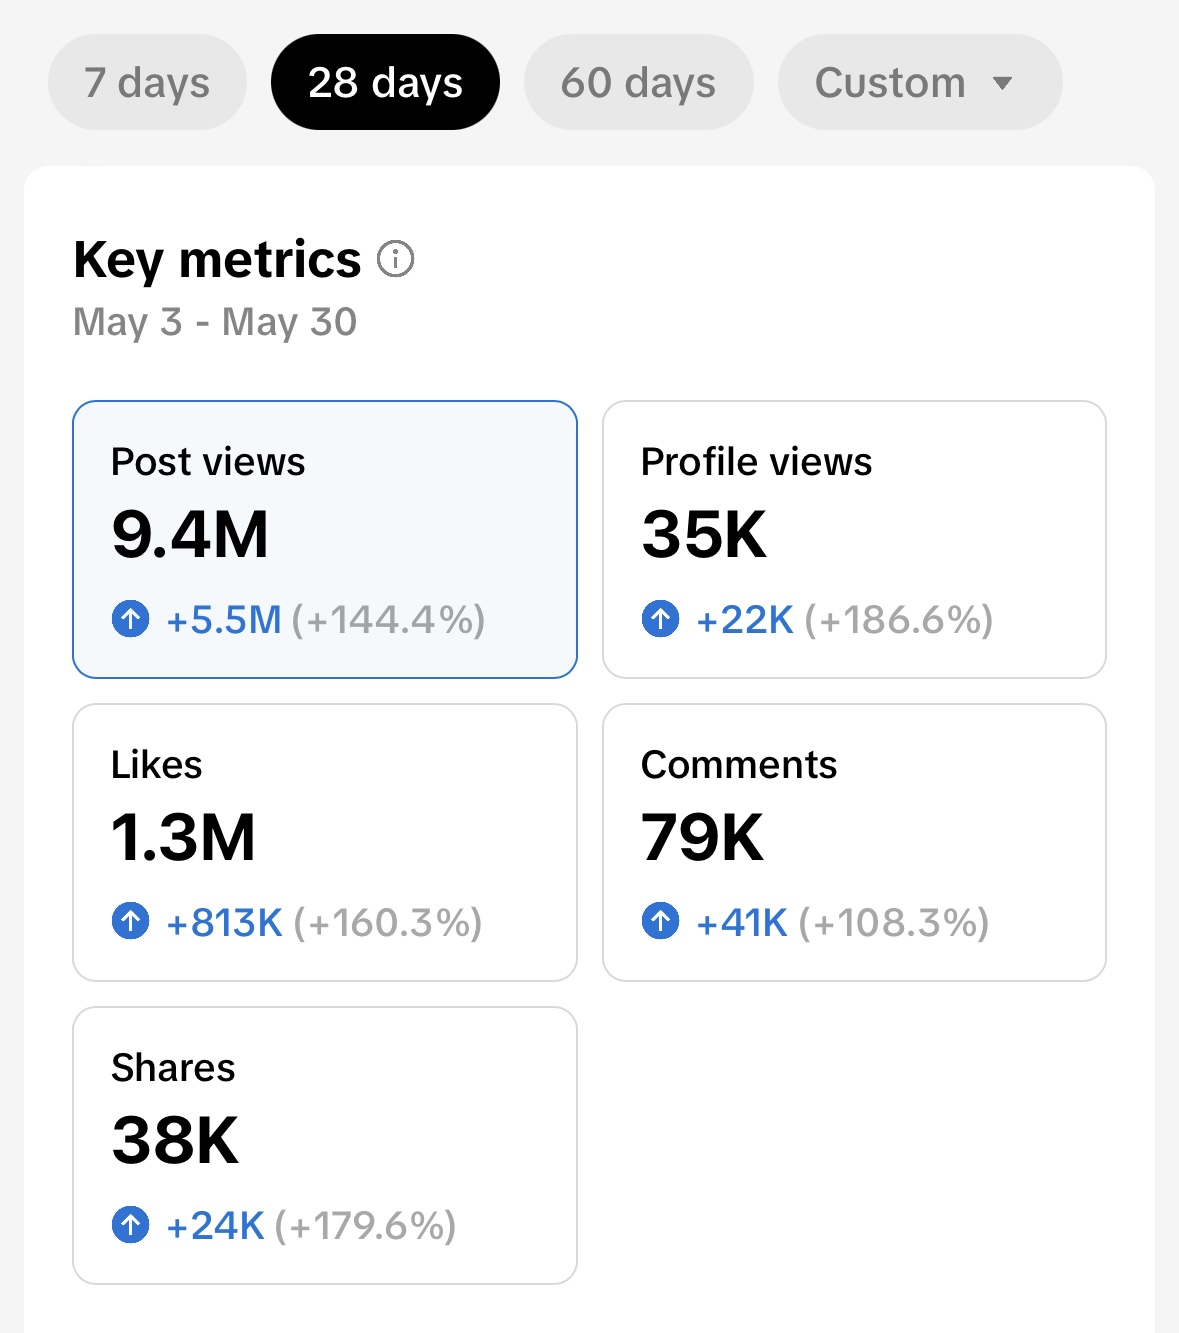 7 days
28 days
60 days
Custom
Key metrics
May 3 - May 30
Post views
9.4M
+5.5M (+144.4%)
Profile views
35K
+22K (+186.6%)
Likes
1.3M
+813K (+160.3%)
Comments
79K
+41K (+108.3%)
Shares
38K
+24K (+179.6%)